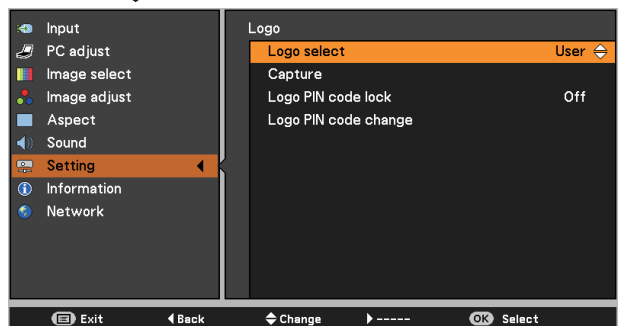 Input
PC adjust
Image select
Image adjust
Aspect
Sound
Setting
Information
Network
Logo
Logo select User
Capture
Logo PIN code lock Off
Logo PIN code change
Exit Back Change ----- OK Select